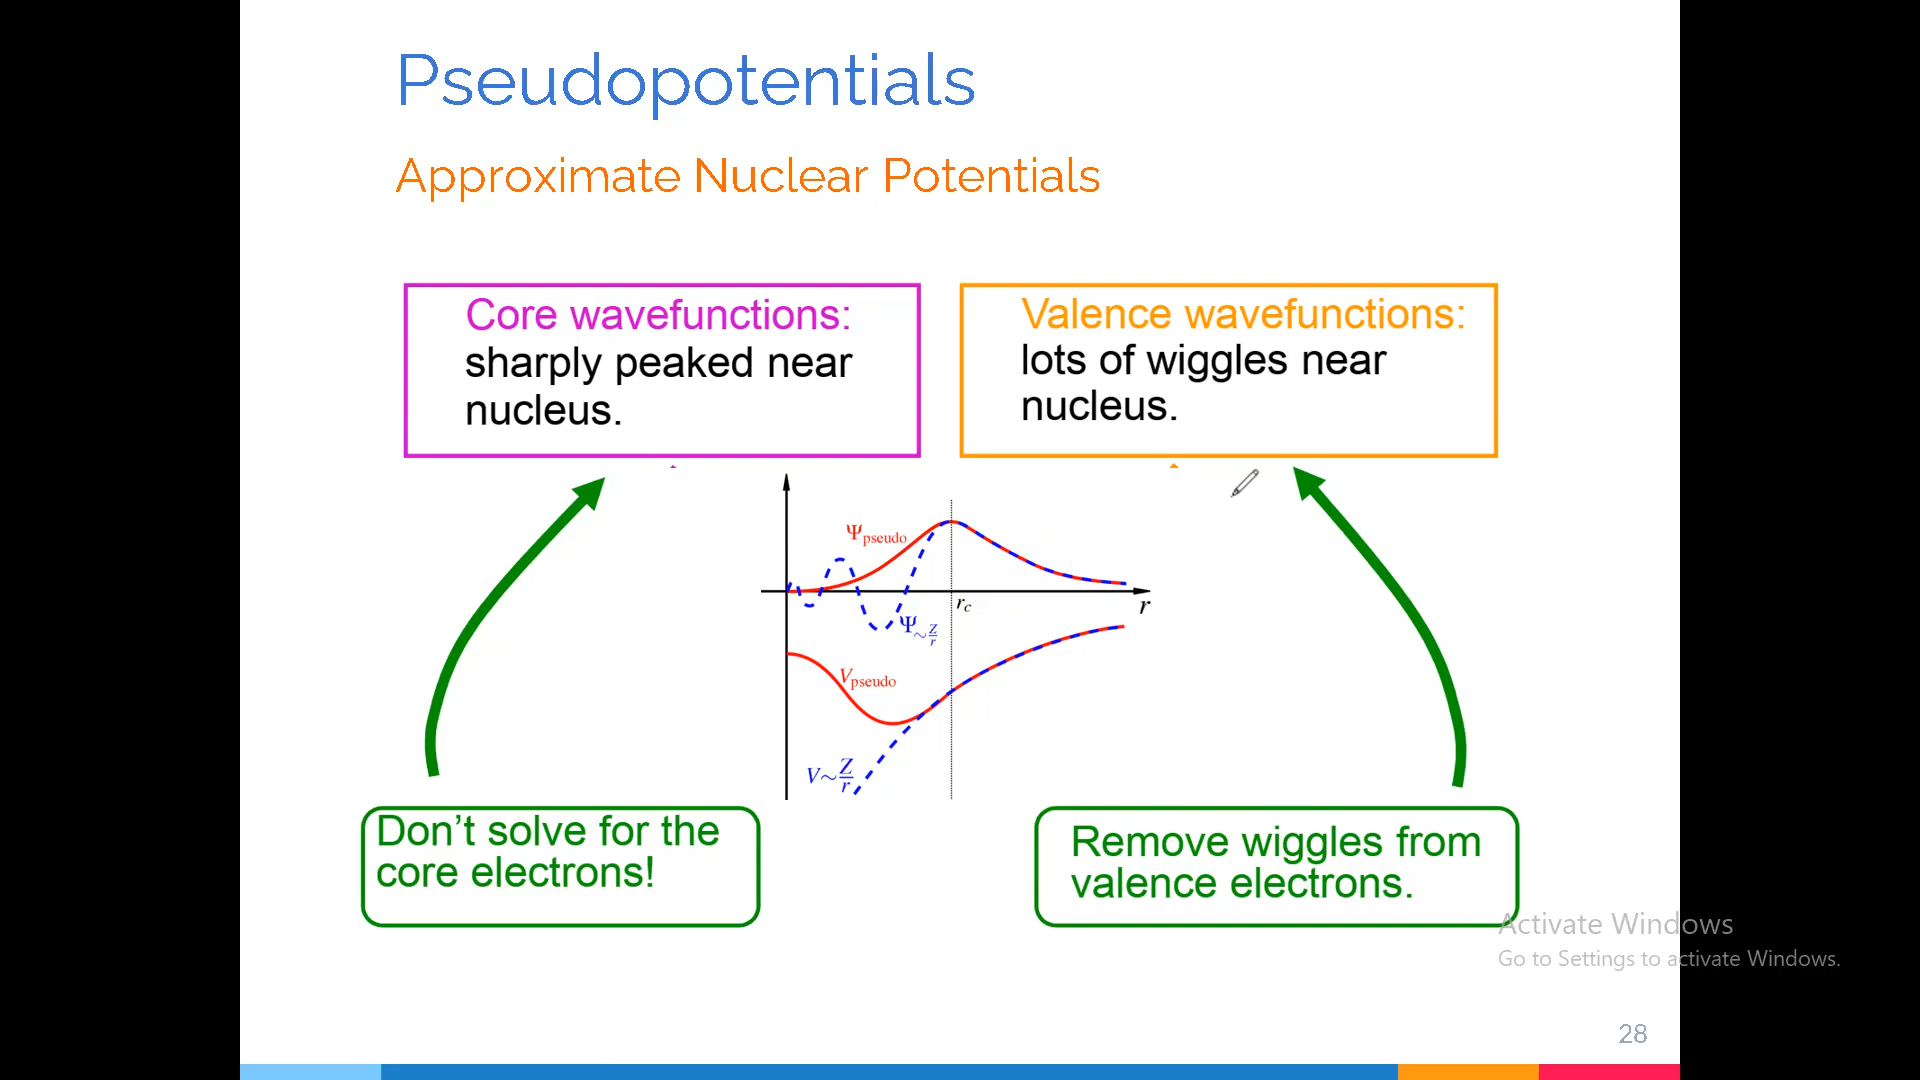 Pseudopotentials
Approximate Nuclear Potentials
Core wavefunctions:
sharply peaked near
nucleus.
Valence wavefunctions:
lots of wiggles near
nucleus.
Ψpseudo
rc
r
Ψ~Z/r
Vpseudo
V~Z/r
Don't solve for the
core electrons!
Remove wiggles from
valence electrons.
Activate Windows
Go to Settings to activate Windows.
28